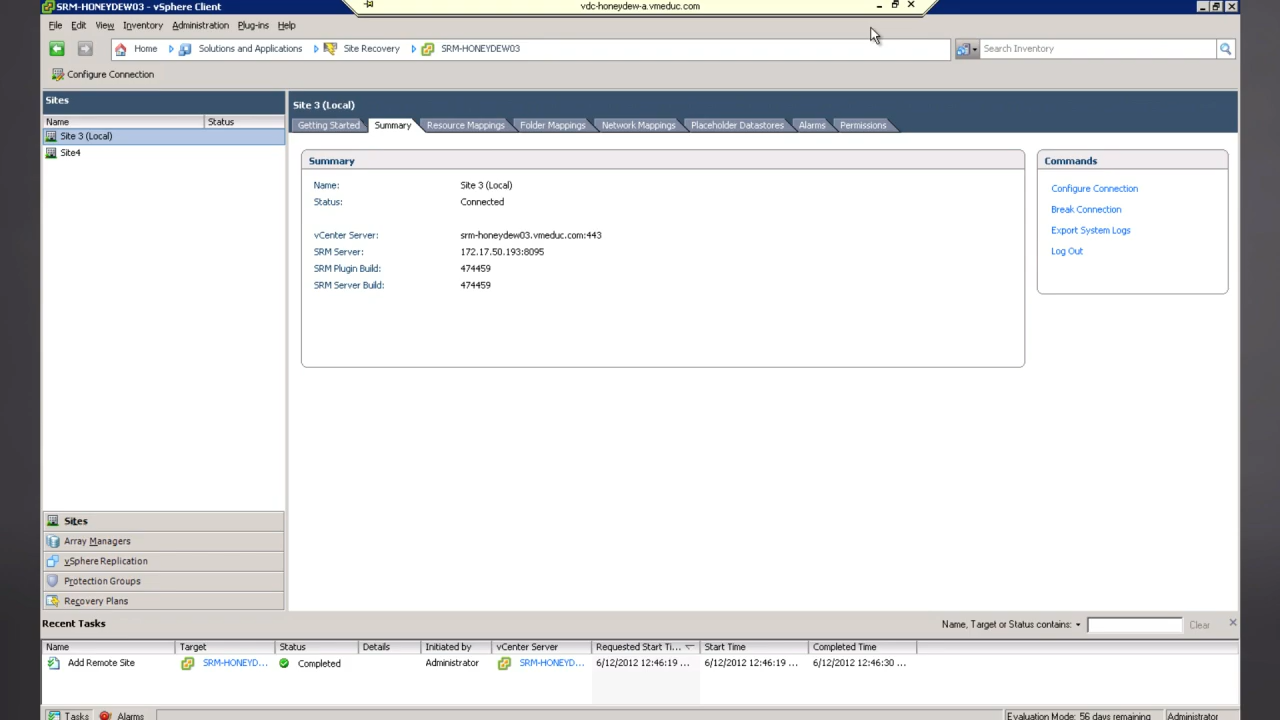 SRM-HONEYDEW03 - vSphere Client
vdc-honeydew-a.vmeduc.com
File Edit View Inventory Administration Plug-ins Help
Home Solutions and Applications Site Recovery SRM-HONEYDEW03
Search Inventory
Configure Connection
Sites
Name Status
Site 3 (Local)
Site4
Sites
Array Managers
vSphere Replication
Protection Groups
Recovery Plans
Site 3 (Local)
Getting Started Summary Resource Mappings Folder Mappings Network Mappings Placeholder Datastores Alarms Permissions
Summary
Name: Site 3 (Local)
Status: Connected
vCenter Server: srm-honeydew03.vmeduc.com:443
SRM Server: 172.17.50.193:8095
SRM Plugin Build: 474459
SRM Server Build: 474459
Commands
Configure Connection
Break Connection
Export System Logs
Log Out
Recent Tasks
Name, Target or Status contains: Clear
Name Target Status Details Initiated by vCenter Server Requested Start Ti... Start Time Completed Time
Add Remote Site SRM-HONEYD... Completed Administrator SRM-HONEYD... 6/12/2012 12:46:19 ... 6/12/2012 12:46:19 ... 6/12/2012 12:46:30 ...
Tasks Alarms Evaluation Mode: 56 days remaining Administrator